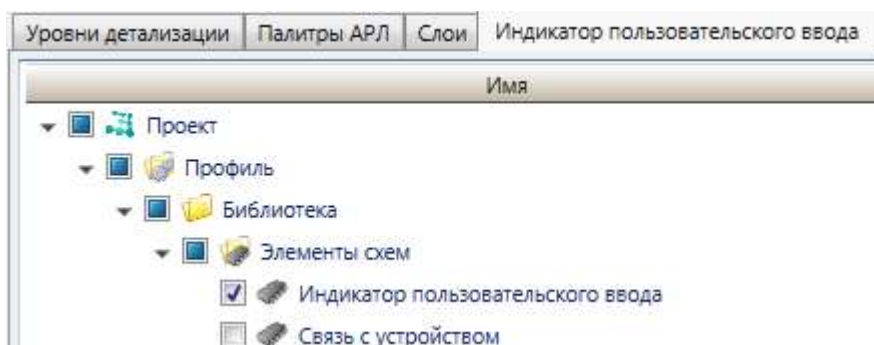 Уровни детализации Палитры АРЛ Слои Индикатор пользовательского ввода
Имя
Проект
Профиль
Библиотека
Элементы схем
Индикатор пользовательского ввода
Связь с устройством